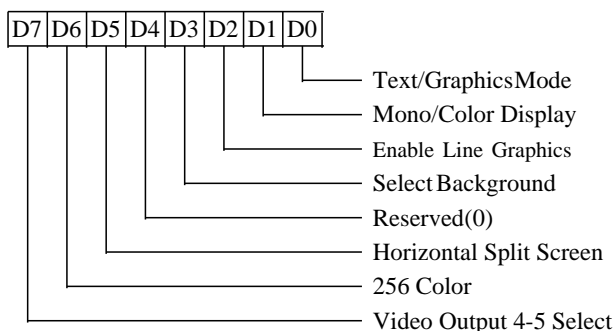 D7 D6 D5 D4 D3 D2 D1 D0
Text/GraphicsMode
Mono/Color Display
Enable Line Graphics
Select Background
Reserved(0)
Horizontal Split Screen
256 Color
Video Output 4-5 Select